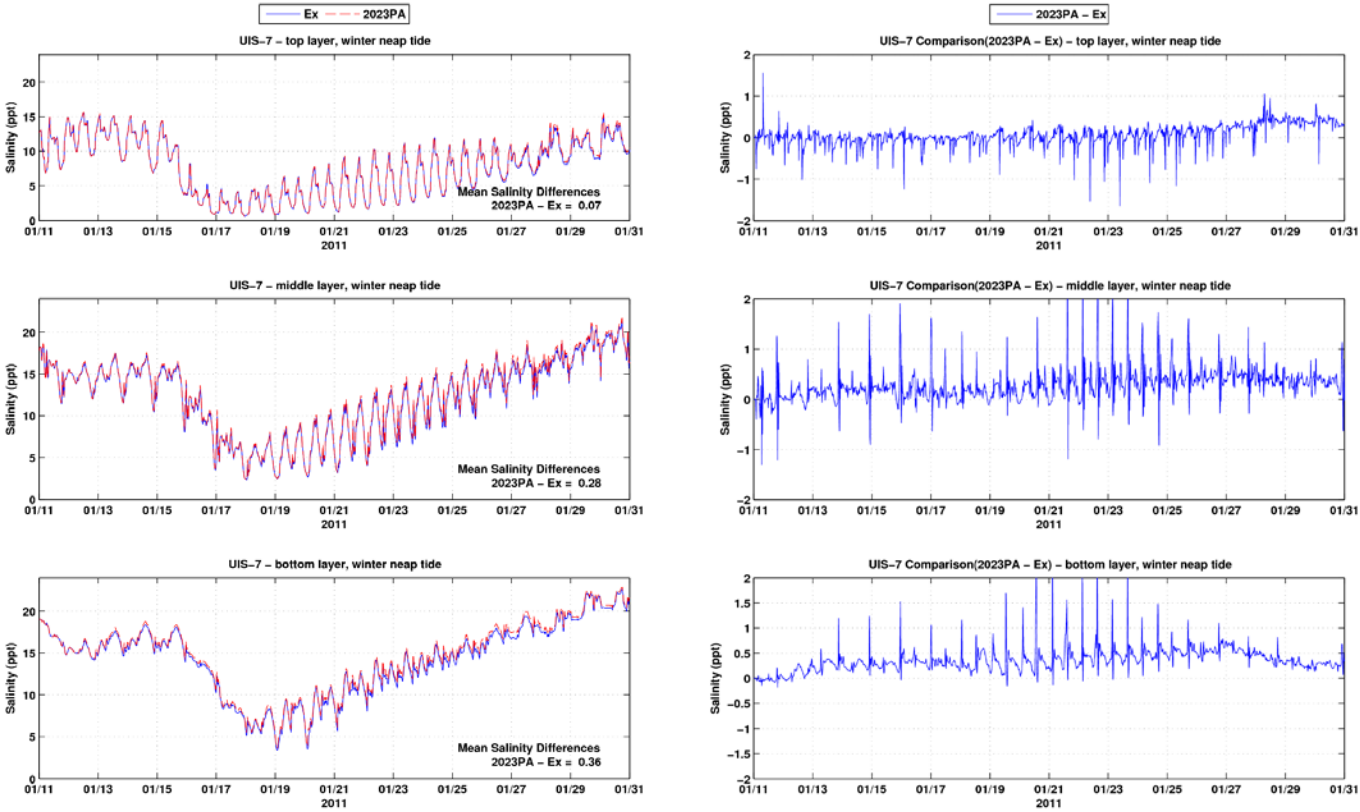 Ex 2023PA
UIS-7 - top layer, winter neap tide
Salinity (ppt)
20
15
10
5
0
Mean Salinity Differences
2023PA - Ex = 0.07
01/11 01/13 01/15 01/17 01/19 01/21 01/23 01/25 01/27 01/29 01/31
2011
2023PA - Ex
UIS-7 Comparison(2023PA - Ex) - top layer, winter neap tide
Salinity (ppt)
2
1
0
-1
-2
01/11 01/13 01/15 01/17 01/19 01/21 01/23 01/25 01/27 01/29 01/31
2011
UIS-7 - middle layer, winter neap tide
Salinity (ppt)
20
15
10
5
0
Mean Salinity Differences
2023PA - Ex = 0.28
01/11 01/13 01/15 01/17 01/19 01/21 01/23 01/25 01/27 01/29 01/31
2011
UIS-7 Comparison(2023PA - Ex) - middle layer, winter neap tide
Salinity (ppt)
2
1
0
-1
-2
01/11 01/13 01/15 01/17 01/19 01/21 01/23 01/25 01/27 01/29 01/31
2011
UIS-7 - bottom layer, winter neap tide
Salinity (ppt)
20
15
10
5
0
Mean Salinity Differences
2023PA - Ex = 0.36
01/11 01/13 01/15 01/17 01/19 01/21 01/23 01/25 01/27 01/29 01/31
2011
UIS-7 Comparison(2023PA - Ex) - bottom layer, winter neap tide
Salinity (ppt)
2
1.5
1
0.5
0
-0.5
-1
-1.5
-2
01/11 01/13 01/15 01/17 01/19 01/21 01/23 01/25 01/27 01/29 01/31
2011